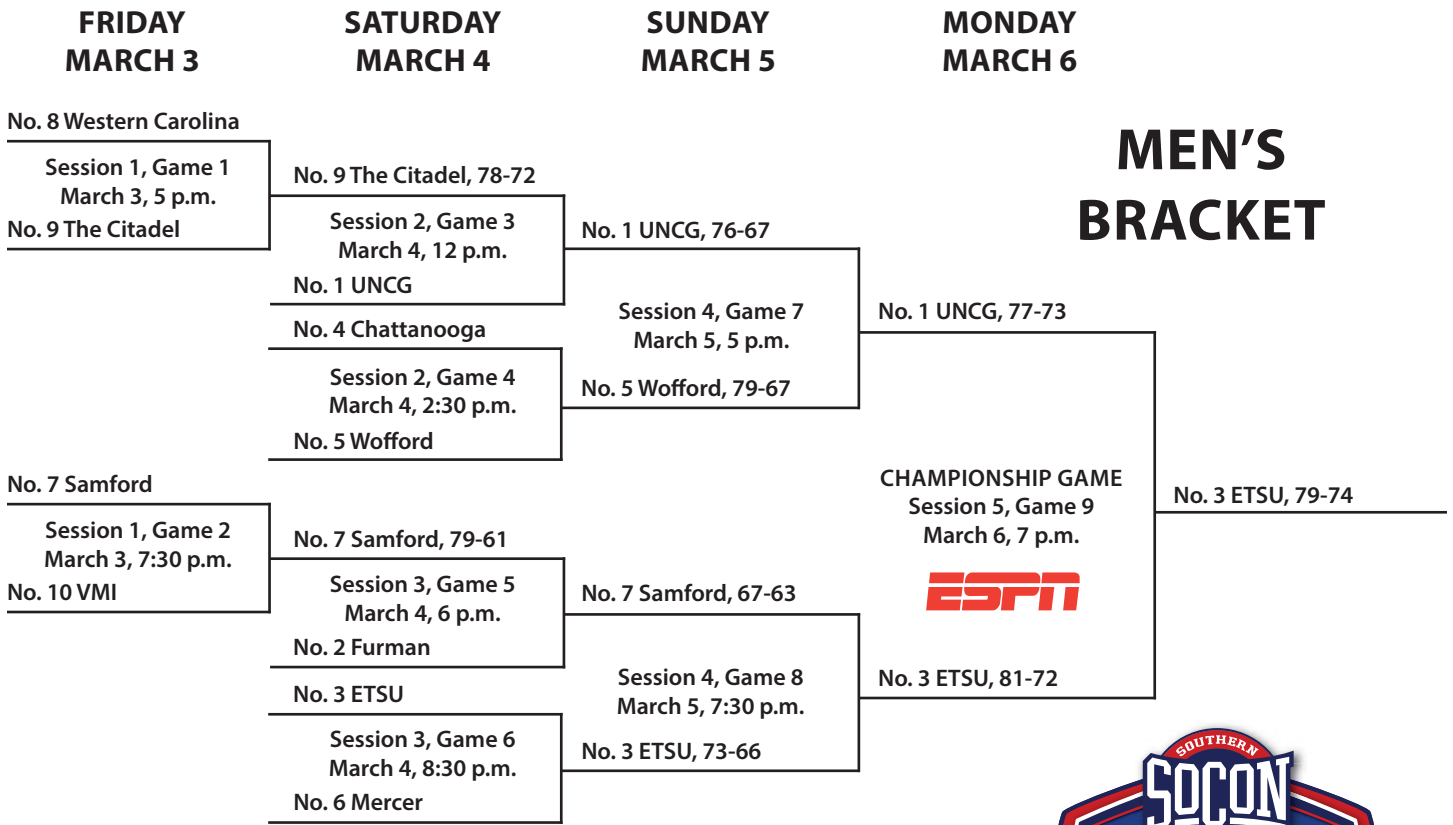 FRIDAY
MARCH 3
SATURDAY
MARCH 4
SUNDAY
MARCH 5
MONDAY
MARCH 6
MEN’S
BRACKET
No. 8 Western Carolina
Session 1, Game 1
March 3, 5 p.m.
No. 9 The Citadel
No. 7 Samford
Session 1, Game 2
March 3, 7:30 p.m.
No. 10 VMI
No. 9 The Citadel, 78-72
Session 2, Game 3
March 4, 12 p.m.
No. 1 UNCG
No. 4 Chattanooga
Session 2, Game 4
March 4, 2:30 p.m.
No. 5 Wofford
No. 7 Samford, 79-61
Session 3, Game 5
March 4, 6 p.m.
No. 2 Furman
No. 3 ETSU
Session 3, Game 6
March 4, 8:30 p.m.
No. 6 Mercer
No. 1 UNCG, 76-67
Session 4, Game 7
March 5, 5 p.m.
No. 5 Wofford, 79-67
No. 7 Samford, 67-63
Session 4, Game 8
March 5, 7:30 p.m.
No. 3 ETSU, 73-66
No. 1 UNCG, 77-73
CHAMPIONSHIP GAME
Session 5, Game 9
March 6, 7 p.m.
ESPN
No. 3 ETSU, 81-72
No. 3 ETSU, 79-74
SOUTHERN
SOCON